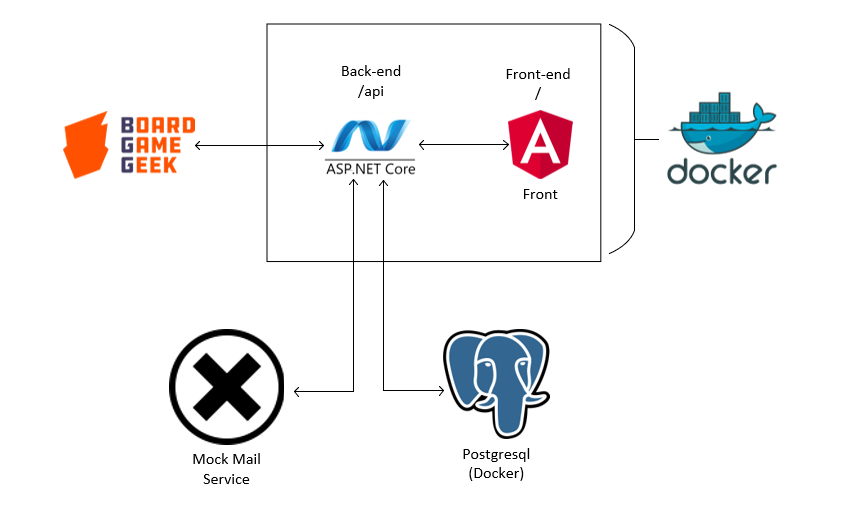 Back-end
/api
Front-end
/
BOARD
GAME
GEEK
ASP.NET Core
Front
docker
Mock Mail
Service
Postgresql
(Docker)